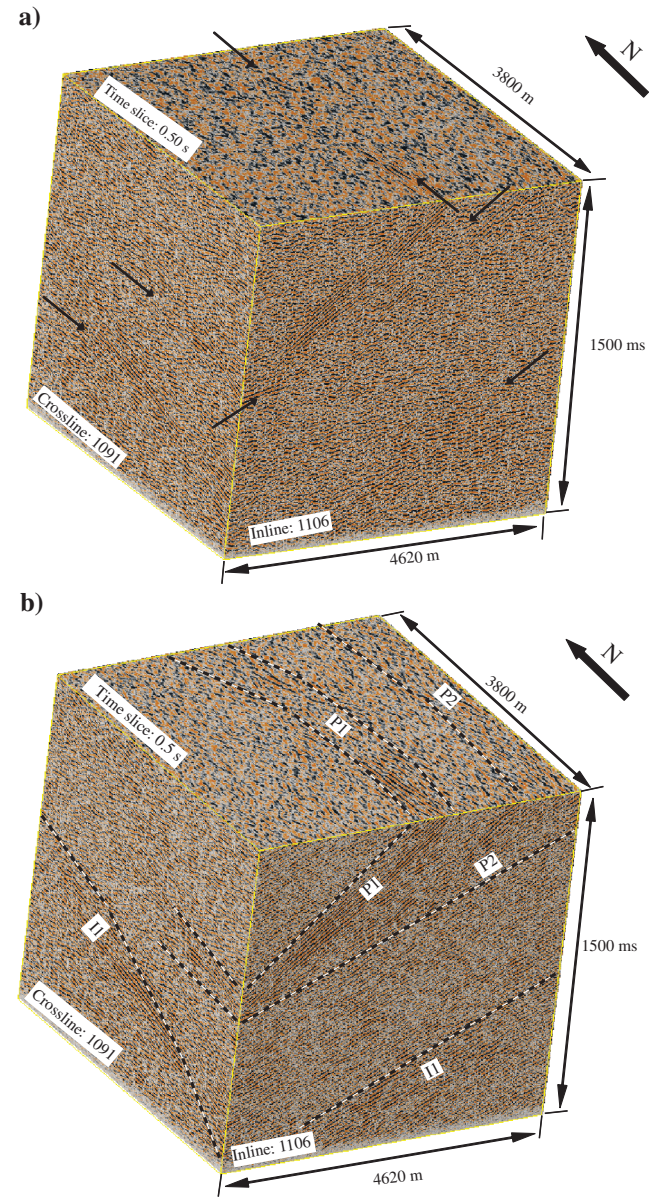 a)
N
3800 m
Time slice: 0.50 s
1500 ms
Crossline: 1091
Inline: 1106
4620 m
b)
N
3800 m
P2
Time slice: 0.5 s
P1
P2
P1
I1
1500 ms
Crossline: 1091
I1
Inline: 1106
4620 m